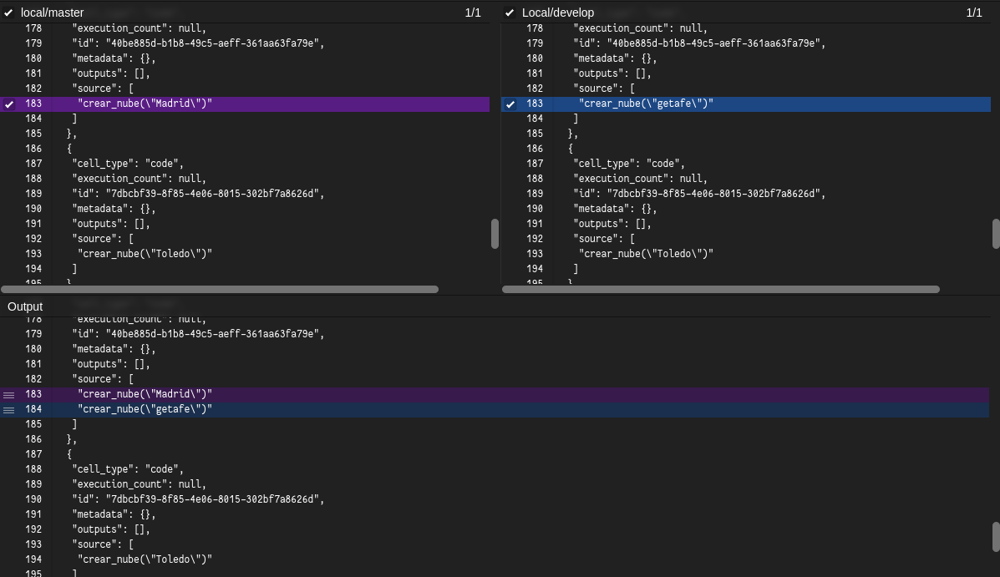 local/master 1/1
178 "execution_count": null,
179 "id": "40be885d-b1b8-49c5-aeff-361aa63fa79e",
180 "metadata": {},
181 "outputs": [],
182 "source": [
183 "crear_nube(\"Madrid\")"
184 ]
185 },
186 {
187 "cell_type": "code",
188 "execution_count": null,
189 "id": "7dbcbf39-8f85-4e06-8015-302bf7a8626d",
190 "metadata": {},
191 "outputs": [],
192 "source": [
193 "crear_nube(\"Toledo\")"
194 ]
195 }
Local/develop 1/1
178 "execution_count": null,
179 "id": "40be885d-b1b8-49c5-aeff-361aa63fa79e",
180 "metadata": {},
181 "outputs": [],
182 "source": [
183 "crear_nube(\"getafe\")"
184 ]
185 },
186 {
187 "cell_type": "code",
188 "execution_count": null,
189 "id": "7dbcbf39-8f85-4e06-8015-302bf7a8626d",
190 "metadata": {},
191 "outputs": [],
192 "source": [
193 "crear_nube(\"Toledo\")"
194 ]
195 }
Output
178 "execution_count": null,
179 "id": "40be885d-b1b8-49c5-aeff-361aa63fa79e",
180 "metadata": {},
181 "outputs": [],
182 "source": [
183 "crear_nube(\"Madrid\")"
184 "crear_nube(\"getafe\")"
185 ]
186 },
187 {
188 "cell_type": "code",
189 "execution_count": null,
190 "id": "7dbcbf39-8f85-4e06-8015-302bf7a8626d",
191 "metadata": {},
192 "outputs": [],
193 "source": [
194 "crear_nube(\"Toledo\")"
195 ]